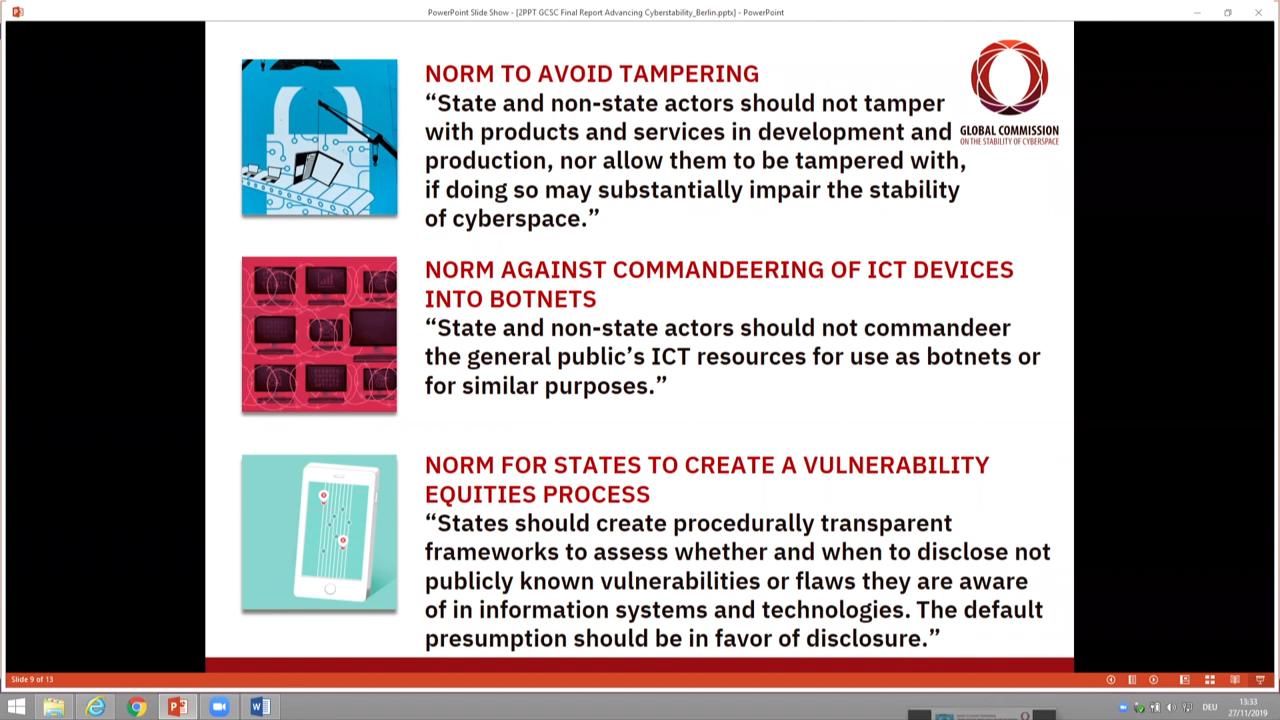 PowerPoint Slide Show - [2PPT GCSC Final Report Advancing Cyberstability_Berlin.pptx] - PowerPoint
NORM TO AVOID TAMPERING
“State and non-state actors should not tamper
with products and services in development and
production, nor allow them to be tampered with,
if doing so may substantially impair the stability
of cyberspace.”
GLOBAL COMMISSION
ON THE STABILITY OF CYBERSPACE
NORM AGAINST COMMANDEERING OF ICT DEVICES
INTO BOTNETS
“State and non-state actors should not commandeer
the general public’s ICT resources for use as botnets or
for similar purposes.”
NORM FOR STATES TO CREATE A VULNERABILITY
EQUITIES PROCESS
“States should create procedurally transparent
frameworks to assess whether and when to disclose not
publicly known vulnerabilities or flaws they are aware
of in information systems and technologies. The default
presumption should be in favor of disclosure.”
Slide 9 of 13
DEU
13:33
27/11/2019